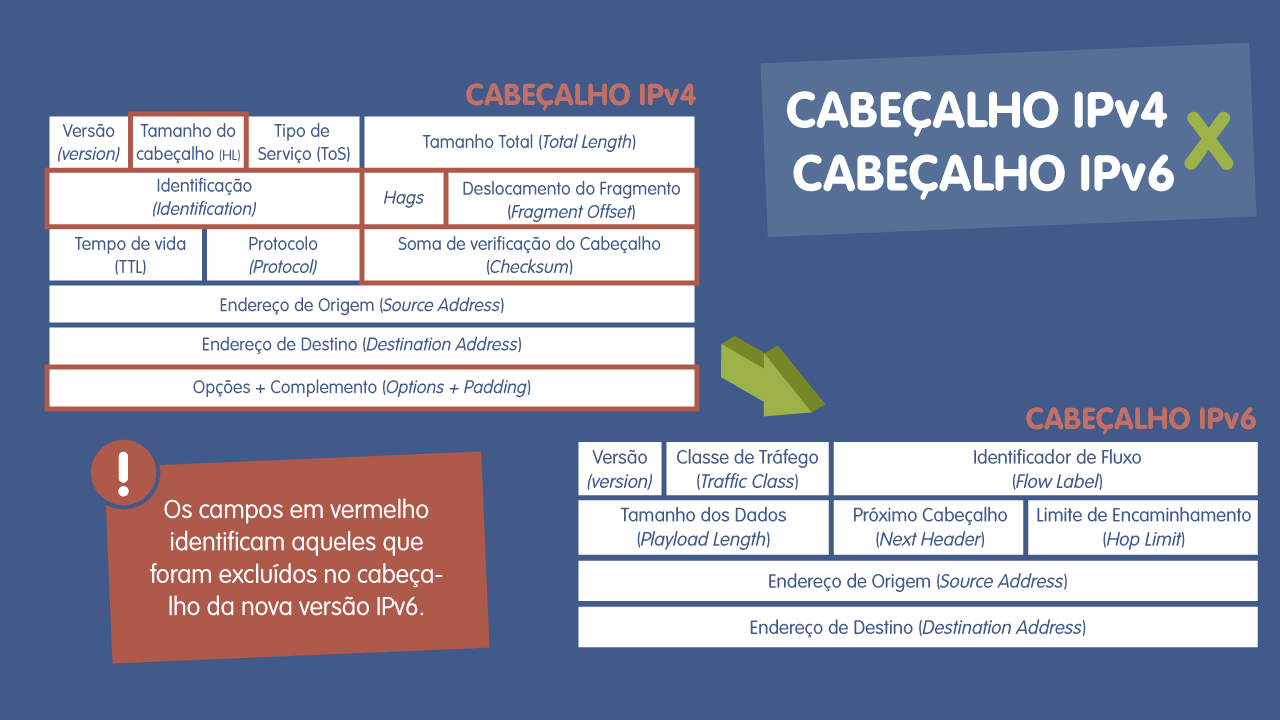 CABEÇALHO IPv4
CABEÇALHO IPv6
X
CABEÇALHO IPv4
Versão
(version)
Tamanho do
cabeçalho (HL)
Tipo de
Serviço (ToS)
Tamanho Total (Total Length)
Identificação
(Identification)
Hags
Deslocamento do Fragmento
(Fragment Offset)
Tempo de vida
(TTL)
Protocolo
(Protocol)
Soma de verificação do Cabeçalho
(Checksum)
Endereço de Origem (Source Address)
Endereço de Destino (Destination Address)
Opções + Complemento (Options + Padding)
!
Os campos em vermelho
identificam aqueles que
foram excluídos no cabeça-
lho da nova versão IPv6.
CABEÇALHO IPv6
Versão
(version)
Classe de Tráfego
(Traffic Class)
Identificador de Fluxo
(Flow Label)
Tamanho dos Dados
(Playload Length)
Próximo Cabeçalho
(Next Header)
Limite de Encaminhamento
(Hop Limit)
Endereço de Origem (Source Address)
Endereço de Destino (Destination Address)